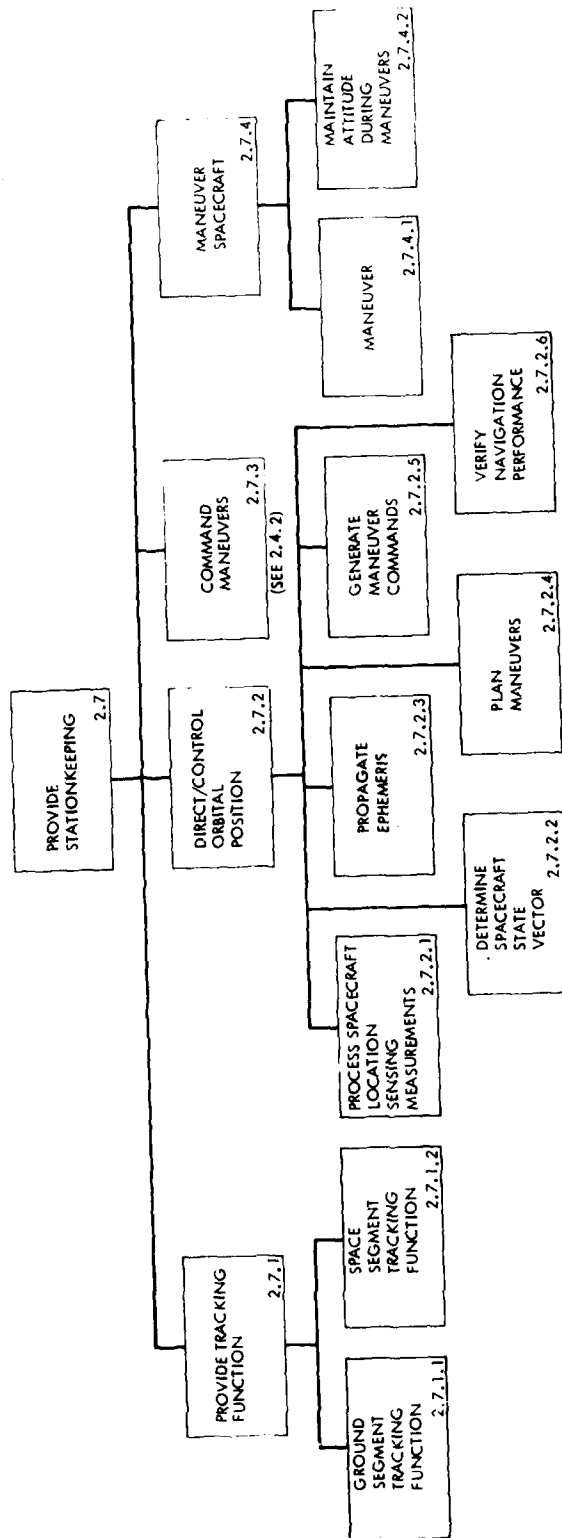 PROVIDE
STATIONKEEPING
2.7
PROVIDE TRACKING
FUNCTION
2.7.1
DIRECT/CONTROL
ORBITAL
POSITION
2.7.2
COMMAND
MANEUVERS
2.7.3
(SEE 2.4.2)
MANEUVER
SPACECRAFT
2.7.4
GROUND
SEGMENT
TRACKING
FUNCTION
2.7.1.1
SPACE
SEGMENT
TRACKING
FUNCTION
2.7.1.2
PROCESS SPACECRAFT
LOCATION
SENSING
MEASUREMENTS
2.7.2.1
DETERMINE
SPACECRAFT
STATE
VECTOR
2.7.2.2
PROPAGATE
EPHEMERIS
2.7.2.3
PLAN
MANEUVERS
2.7.2.4
GENERATE
MANEUVER
COMMANDS
2.7.2.5
VERIFY
NAVIGATION
PERFORMANCE
2.7.2.6
MANEUVER
2.7.4.1
MAINTAIN
ATTITUDE
DURING
MANEUVERS
2.7.4.2